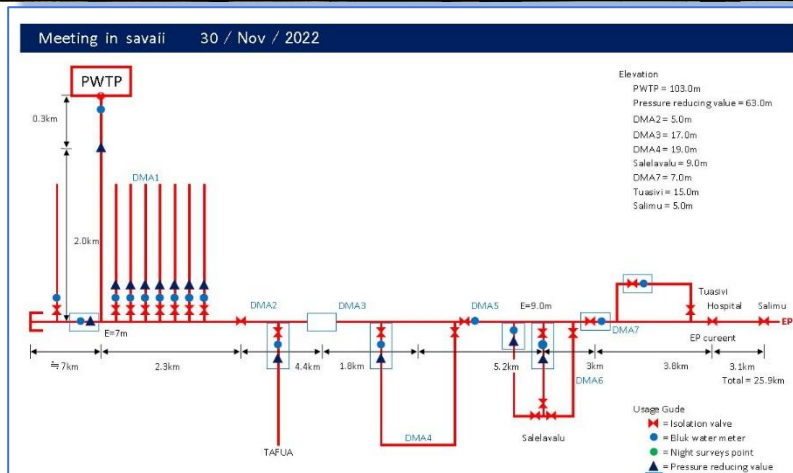 Meeting in savaii 30 / Nov / 2022
PWTP
Elevation
PWTP = 103.0m
Pressure reducing value = 63.0m
DMA2 = 5.0m
DMA3 = 17.0m
DMA4 = 19.0m
Salelavalu = 9.0m
DMA7 = 7.0m
Tuasivi = 15.0m
Salimu = 5.0m
0.3km
DMA1
2.0km
E=7m
DMA2
DMA3
DMA5
E=9.0m
DMA7
Tuasivi
Hospital
Salimu
EP
EP cureent
≒ 7km
2.3km
4.4km
1.8km
5.2km
3km
3.8km
3.1km
Total = 25.9km
DMA6
DMA4
TAFUA
Salelavalu
Usage Gude
= Isolation valve
= Bluk water meter
= Night surveys point
= Pressure reducing value